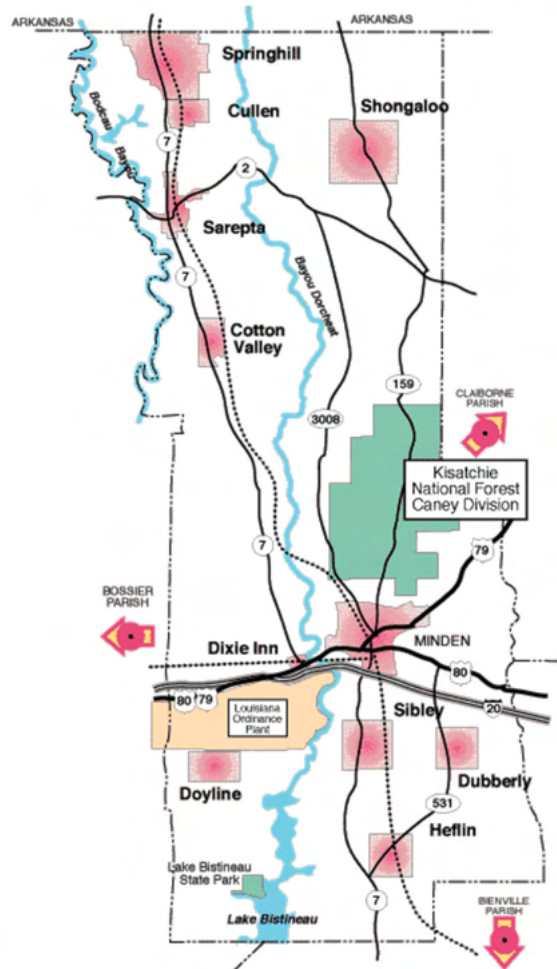 ARKANSAS
ARKANSAS
Springhill
Cullen
Shongaloo
Bodcau
Bayou
7
2
Sarepta
7
Bayou Dorcheat
Cotton
Valley
159
3008
CLAIBORNE
PARISH
Kisatchie
National Forest
Caney Division
7
79
BOSSIER
PARISH
Dixie Inn
MINDEN
80
80
79
20
Louisiana
Ordinance
Plant
Sibley
Doyline
Dubberly
531
Heflin
Lake Bistineau
State Park
7
Lake Bistineau
BIENVILLE
PARISH